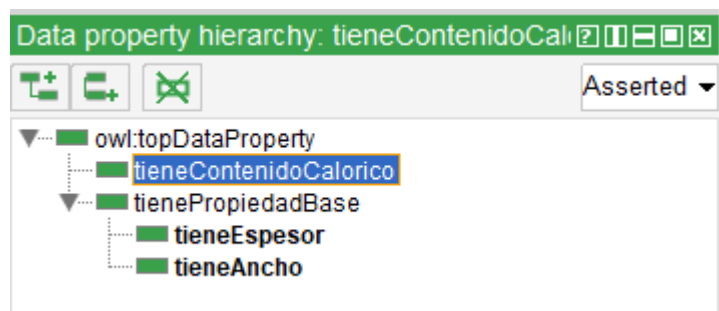 Data property hierarchy: tieneContenidoCal
Asserted
owl:topDataProperty
tieneContenidoCalorico
tienePropiedadBase
tieneEspesor
tieneAncho